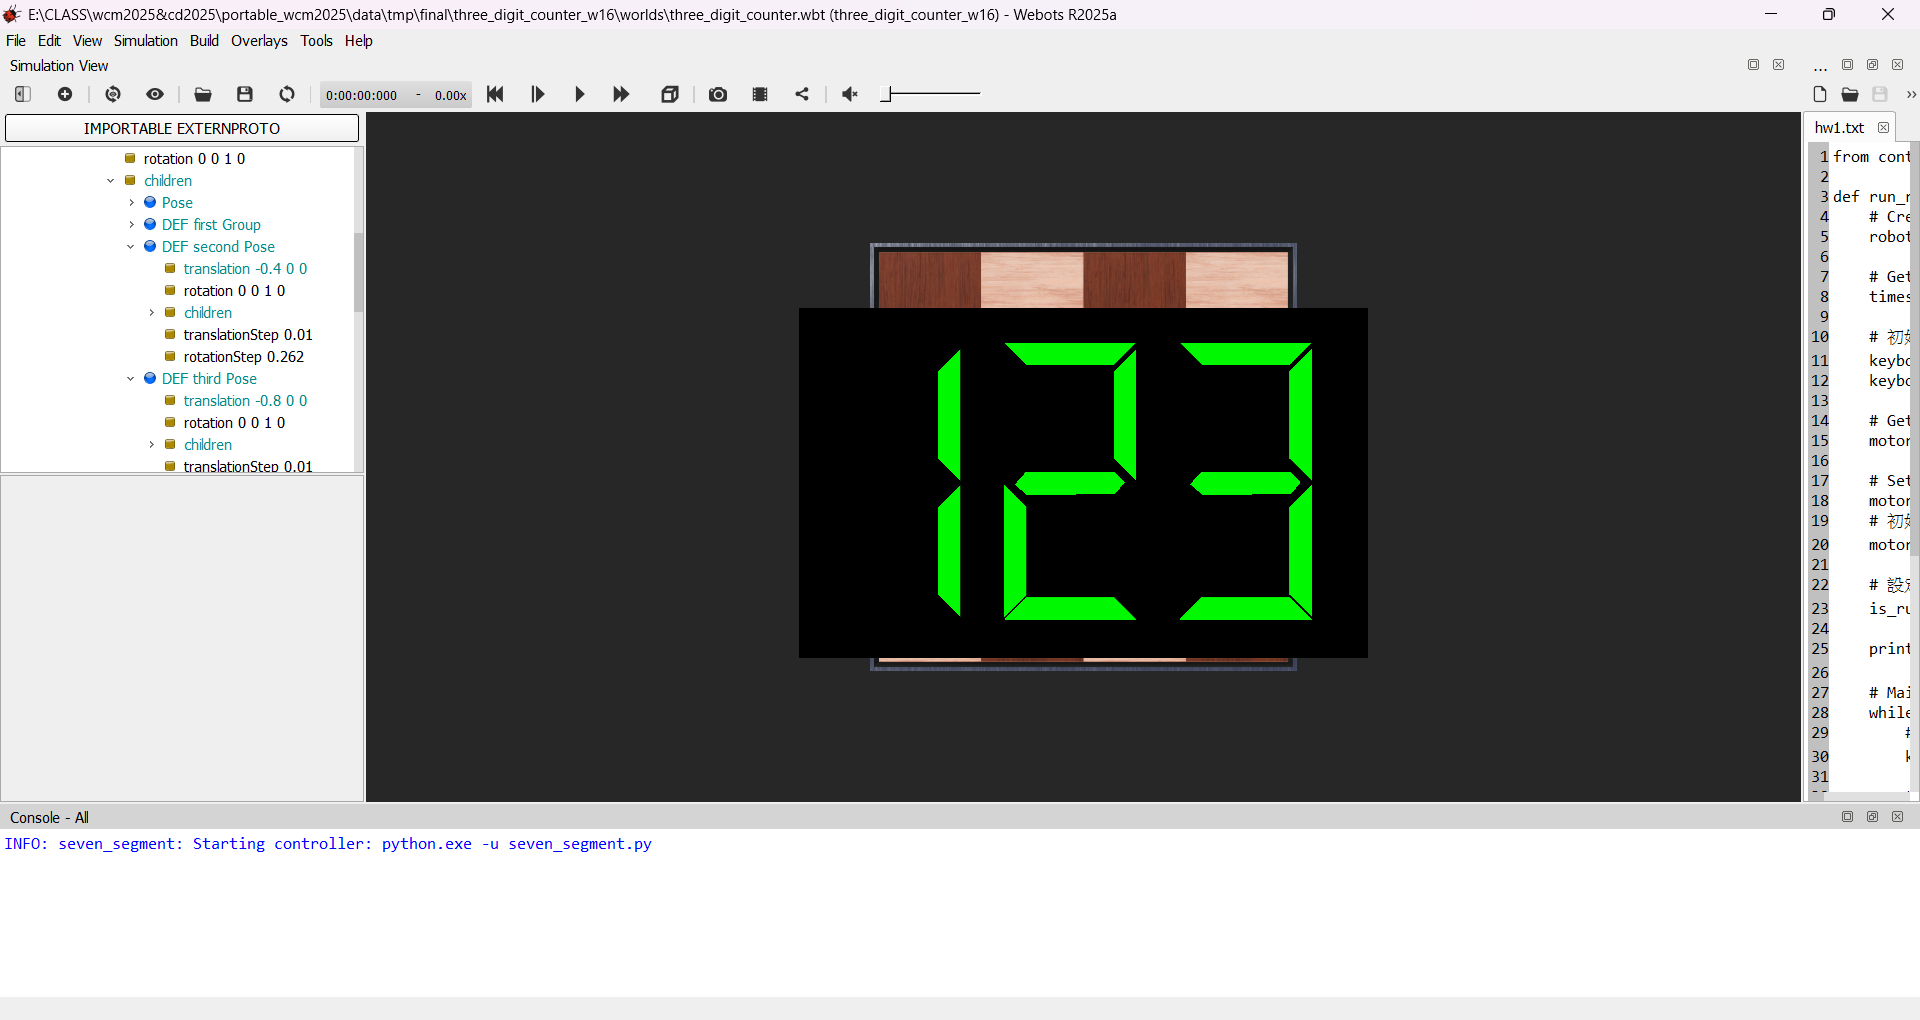 E:\CLASS\wcm2025&cd2025\portable_wcm2025\data\tmp\final\three_digit_counter_w16\worlds\three_digit_counter.wbt (three_digit_counter_w16) - Webots R2025a
File Edit View Simulation Build Overlays Tools Help
Simulation View
0:00:00:000 - 0.00x
IMPORTABLE EXTERNPROTO
rotation 0 0 1 0
children
Pose
DEF first Group
DEF second Pose
translation -0.4 0 0
rotation 0 0 1 0
children
translationStep 0.01
rotationStep 0.262
DEF third Pose
translation -0.8 0 0
rotation 0 0 1 0
children
translationStep 0.01
123
hw1.txt
1 from cont
2
3 def run_r
4 # Cre
5 robot
6
7 # Get
8 times
9
10 # 初始
11 keybo
12 keybo
13
14 # Get
15 motor
16
17 # Set
18 motor
19 # 初始
20 motor
21
22 # 設定
23 is_ru
24
25 print
26
27 # Mai
28 while
29 #
30 k
31
Console - All
INFO: seven_segment: Starting controller: python.exe -u seven_segment.py